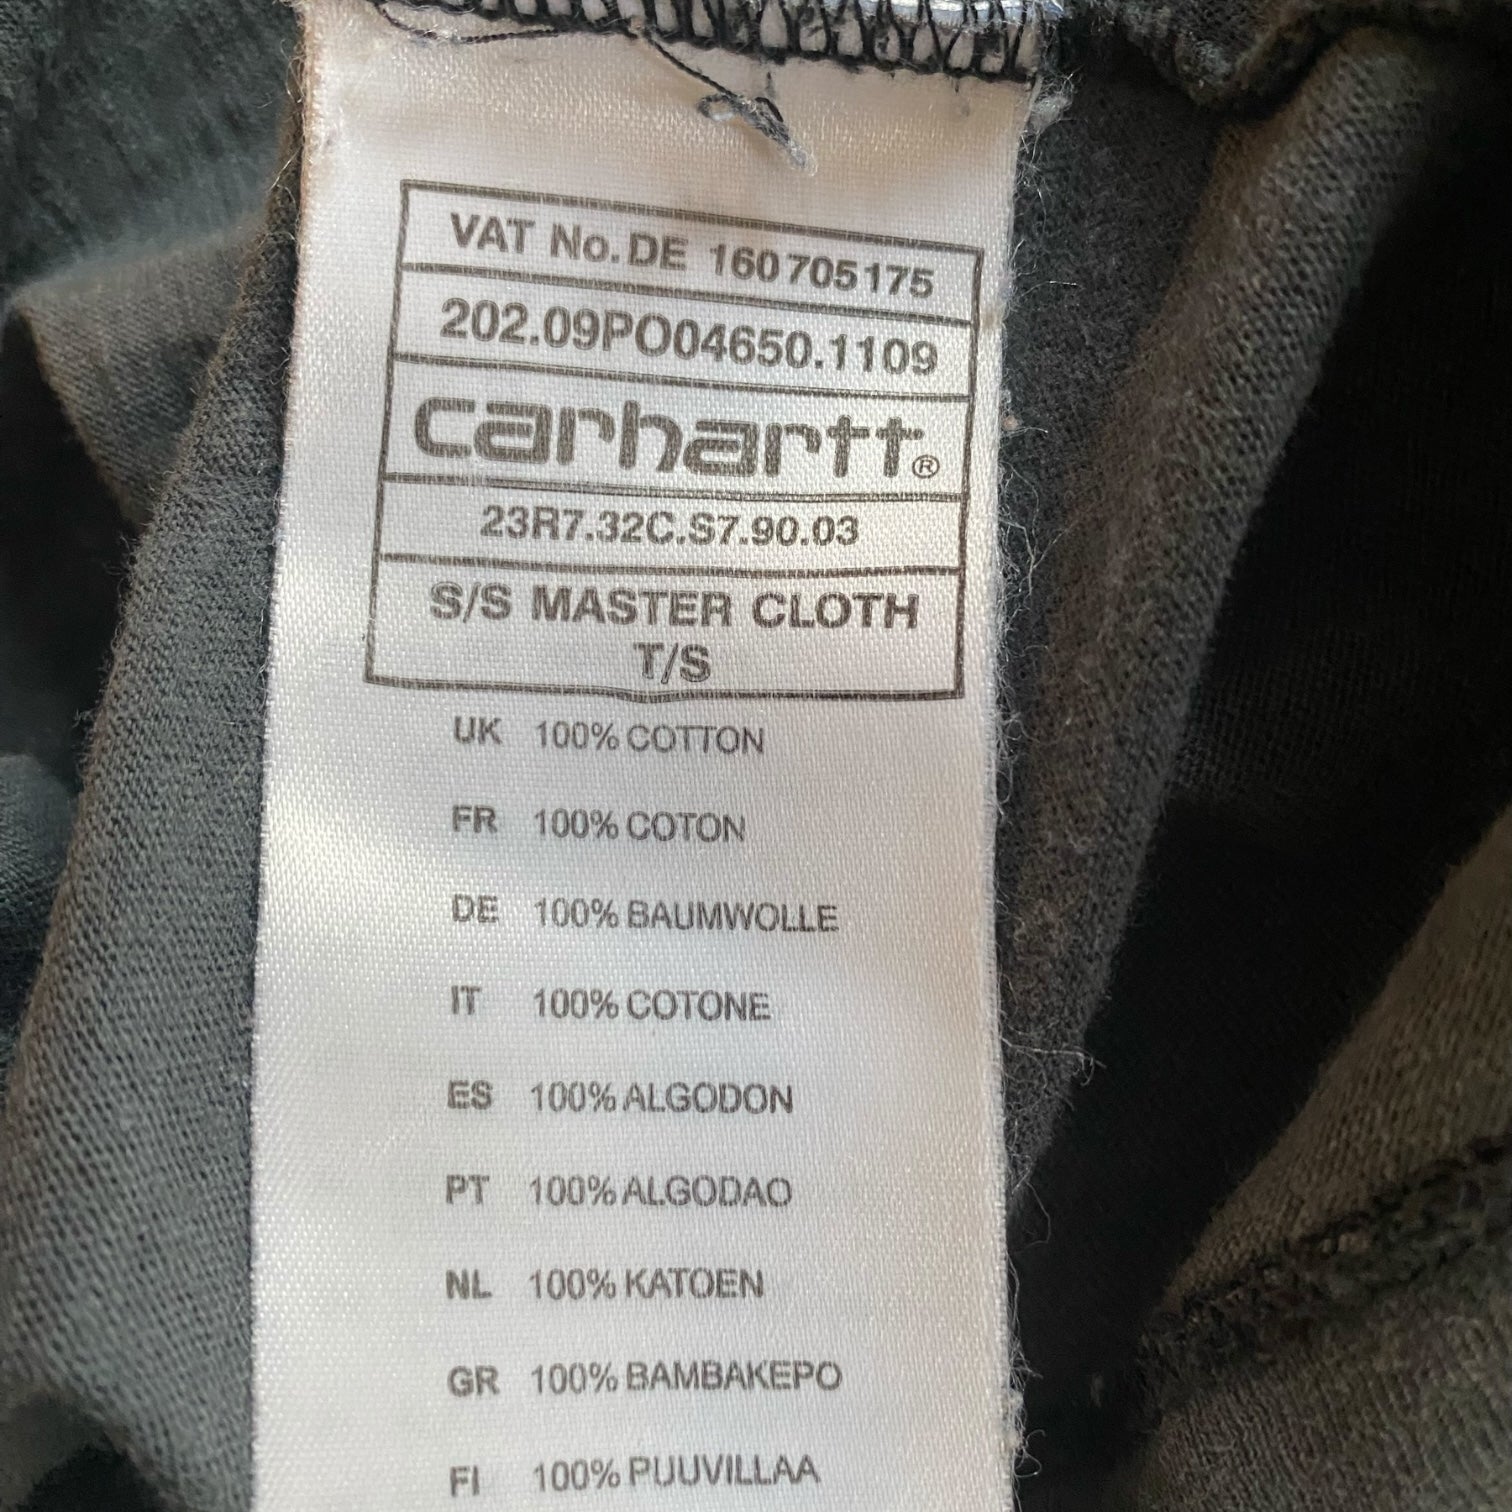 VAT No. DE 160705175
202.09PO04650.1109
carhartt®
23R7.32C.S7.90.03
S/S MASTER CLOTH
T/S
UK 100% COTTON
FR 100% COTON
DE 100% BAUMWOLLE
IT 100% COTONE
ES 100% ALGODON
PT 100% ALGODAO
NL 100% KATOEN
GR 100% BAMBAKEPO
FI 100% PUUVILLAA